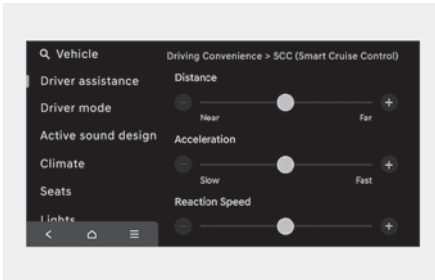 Vehicle
Driver assistance
Driver mode
Active sound design
Climate
Seats
Lights
Driving Convenience > SCC (Smart Cruise Control)
Distance
Near Far
Acceleration
Slow Fast
Reaction Speed